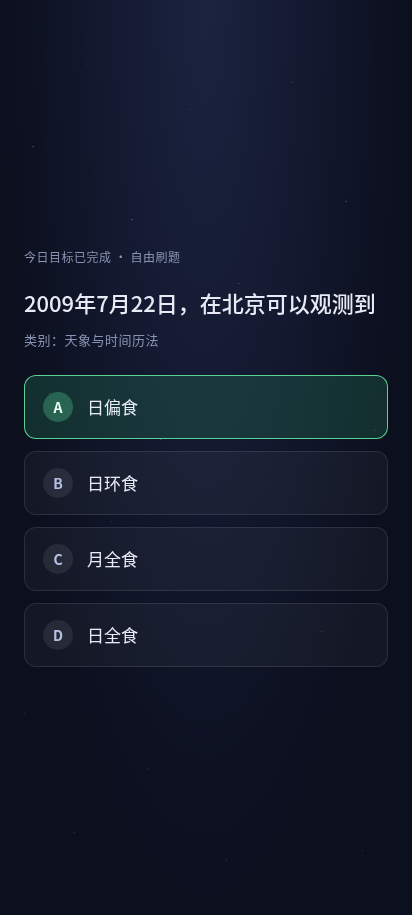 今日目标已完成 · 自由刷题
2009年7月22日，在北京可以观测到
类别：天象与时间历法
A 日偏食
B 日环食
C 月全食
D 日全食